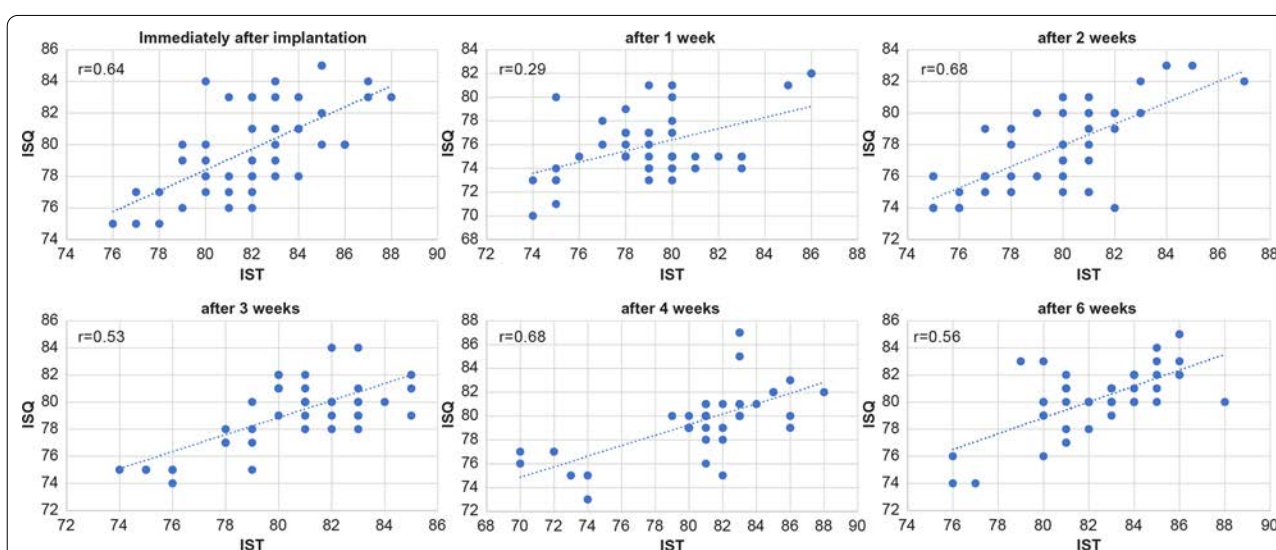 Immediately after implantation
r=0.64
ISQ
86
84
82
80
78
76
74
74 76 78 80 82 84 86 88 90
IST
after 1 week
r=0.29
ISQ
84
82
80
78
76
74
72
70
68
72 74 76 78 80 82 84 86 88
IST
after 2 weeks
r=0.68
ISQ
84
82
80
78
76
74
72
74 76 78 80 82 84 86 88
IST
after 3 weeks
r=0.53
ISQ
86
84
82
80
78
76
74
72
72 74 76 78 80 82 84 86
IST
after 4 weeks
r=0.68
ISQ
88
86
84
82
80
78
76
74
72
68 70 72 74 76 78 80 82 84 86 88 90
IST
after 6 weeks
r=0.56
ISQ
86
84
82
80
78
76
74
72
74 76 78 80 82 84 86 88 90
IST